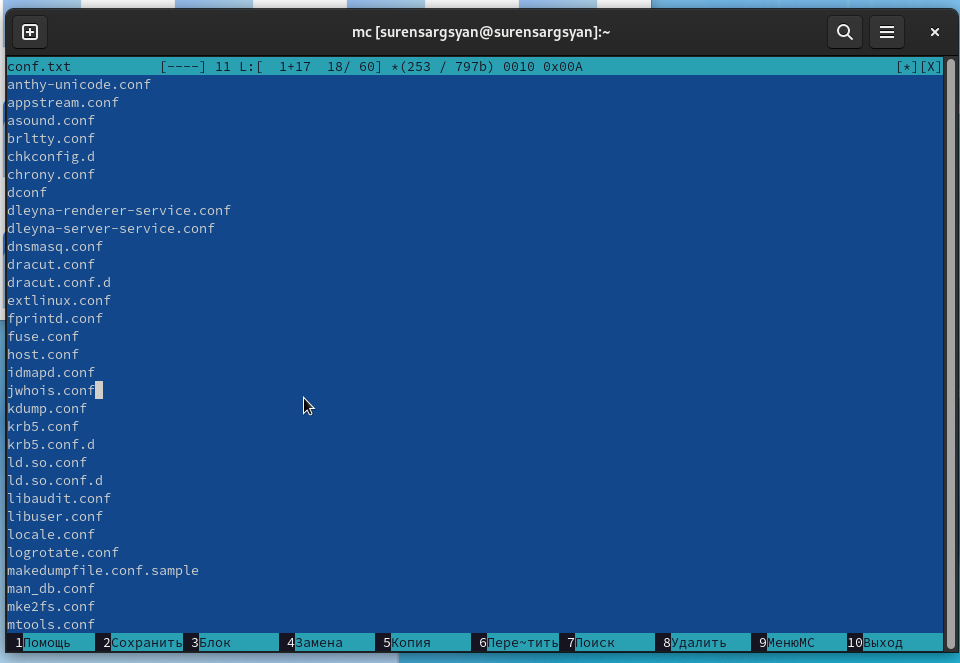 mc [surensargsyan@surensargsyan]:~
conf.txt [----] 11 L:[ 1+17 18/ 60] *(253 / 797b) 0010 0x00A [*][X]
anthy-unicode.conf
appstream.conf
asound.conf
brltty.conf
chkconfig.d
chrony.conf
dconf
dleyna-renderer-service.conf
dleyna-server-service.conf
dnsmasq.conf
dracut.conf
dracut.conf.d
extlinux.conf
fprintd.conf
fuse.conf
host.conf
idmapd.conf
jwhois.conf
kdump.conf
krb5.conf
krb5.conf.d
ld.so.conf
ld.so.conf.d
libaudit.conf
libuser.conf
locale.conf
logrotate.conf
makedumpfile.conf.sample
man_db.conf
mke2fs.conf
mtools.conf
1Помощь 2Сохранить 3Блок 4Замена 5Копия 6Пере~тить 7Поиск 8Удалить 9МенюMC 10Выход